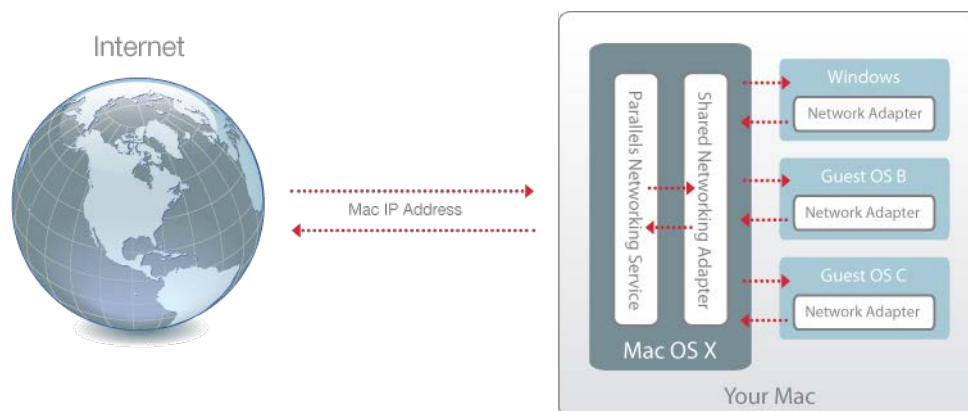 Internet
Mac IP Address
Parallels Networking Service
Shared Networking Adapter
Mac OS X
Windows
Network Adapter
Guest OS B
Network Adapter
Guest OS C
Network Adapter
Your Mac